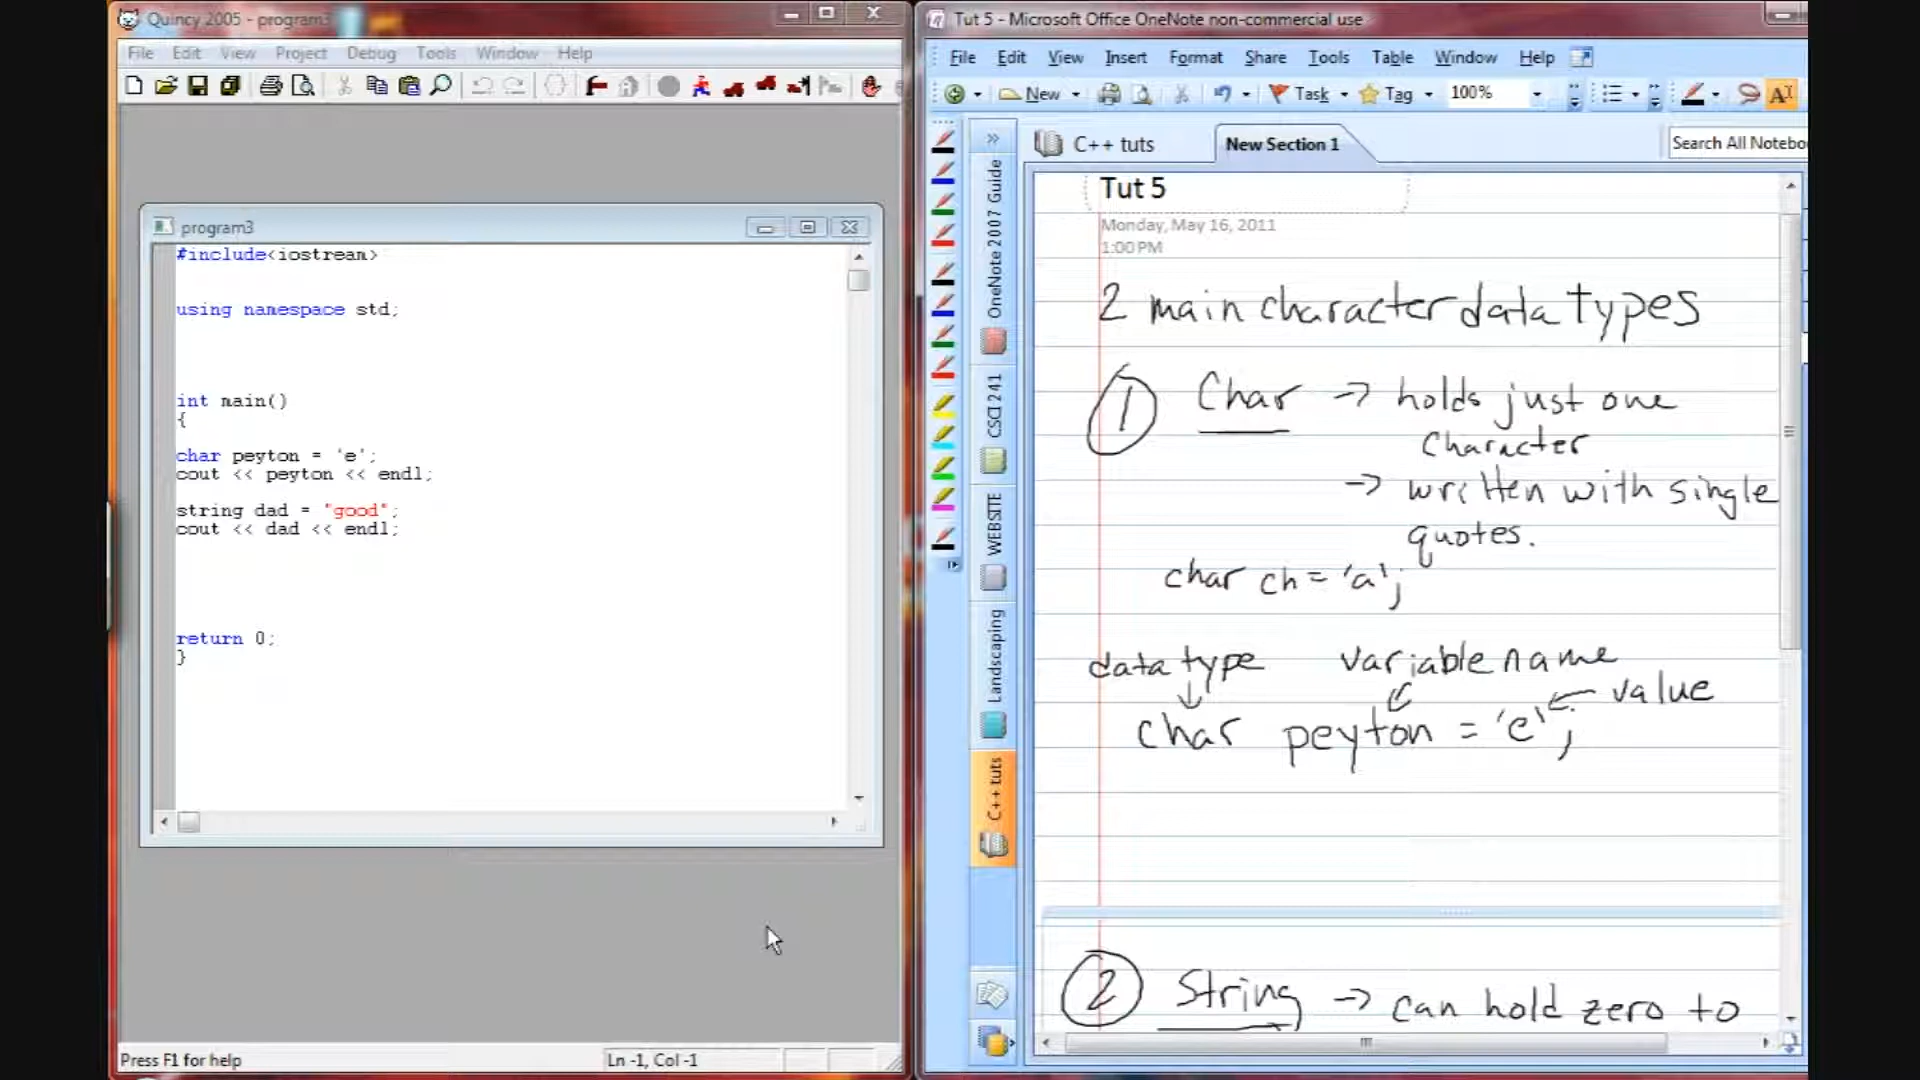 Quincy 2005 - program3
File Edit View Project Debug Tools Window Help
program3
#include<iostream>
using namespace std;
int main()
{
char peyton = 'e';
cout << peyton << endl;
string dad = "good";
cout << dad << endl;
return 0;
}
Press F1 for help
Ln -1, Col -1
Tut 5 - Microsoft Office OneNote non-commercial use
File Edit View Insert Format Share Tools Table Window Help
New Task Tag 100% A
C++ tuts
New Section 1
Search All Notebo
OneNote 2007 Guide
CSCI 241
WEBSITE
Landscaping
C++ tuts
Tut 5
Monday, May 16, 2011
1:00 PM
2 main character data types
1 Char -> holds just one
character
-> written with single
quotes.
char ch = 'a';
data type variable name
value
char peyton = 'e';
2 String -> can hold zero to